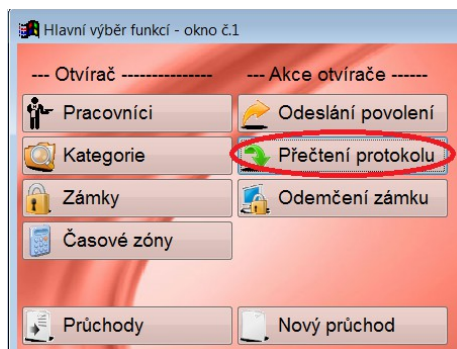 Hlavní výběr funkcí - okno č.1
--- Otvírač --------------- --- Akce otvírače ------
Pracovníci Odeslání povolení
Kategorie Přečtení protokolu
Zámky Odemčení zámku
Časové zóny
Průchody Nový průchod